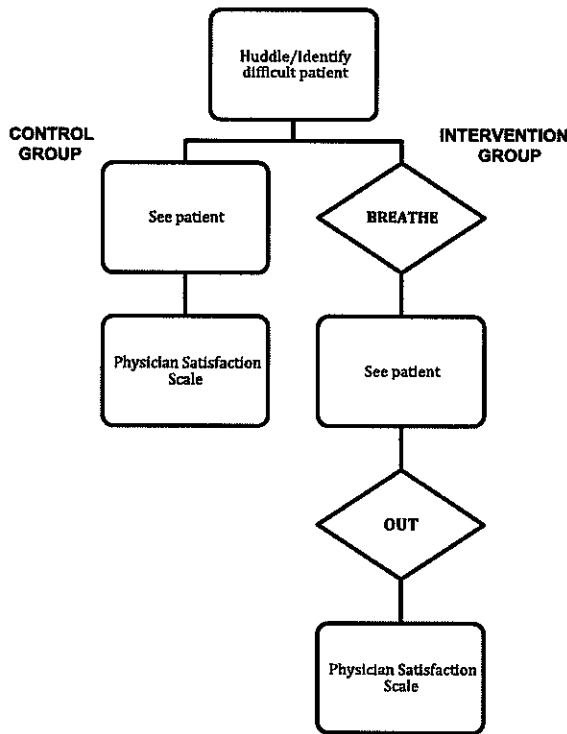 Huddle/Identify
difficult patient
CONTROL
GROUP
INTERVENTION
GROUP
See patient
BREATHE
Physician Satisfaction
Scale
See patient
OUT
Physician Satisfaction
Scale